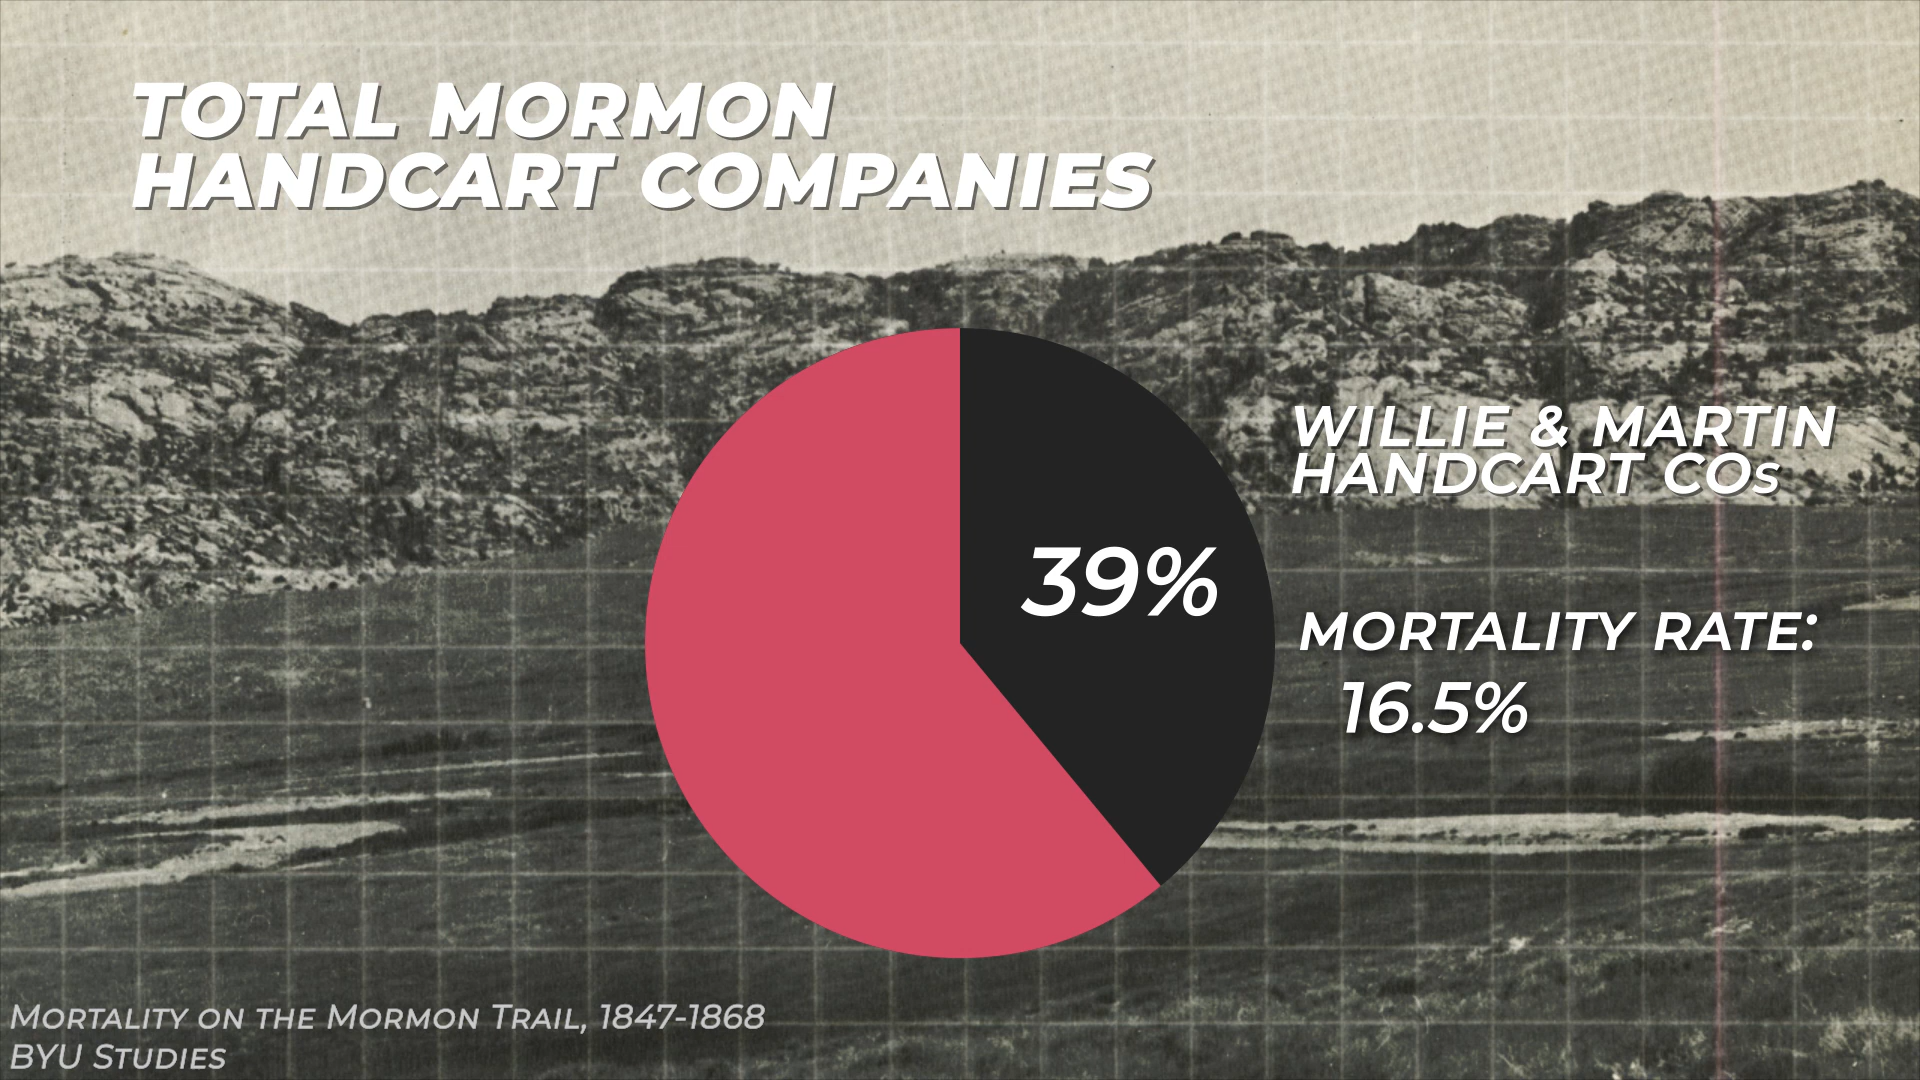 TOTAL MORMON
HANDCART COMPANIES
WILLIE & MARTIN
HANDCART COs
39%
MORTALITY RATE:
16.5%
MORTALITY ON THE MORMON TRAIL, 1847-1868
BYU STUDIES